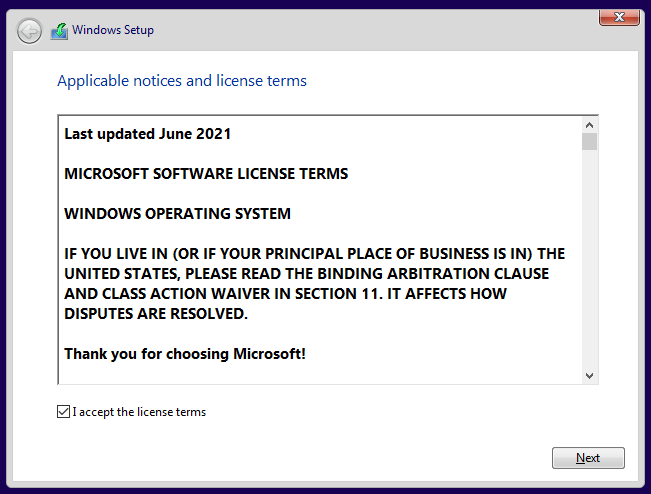 Windows Setup
Applicable notices and license terms
Last updated June 2021
MICROSOFT SOFTWARE LICENSE TERMS
WINDOWS OPERATING SYSTEM
IF YOU LIVE IN (OR IF YOUR PRINCIPAL PLACE OF BUSINESS IS IN) THE
UNITED STATES, PLEASE READ THE BINDING ARBITRATION CLAUSE
AND CLASS ACTION WAIVER IN SECTION 11. IT AFFECTS HOW
DISPUTES ARE RESOLVED.
Thank you for choosing Microsoft!
I accept the license terms
Next